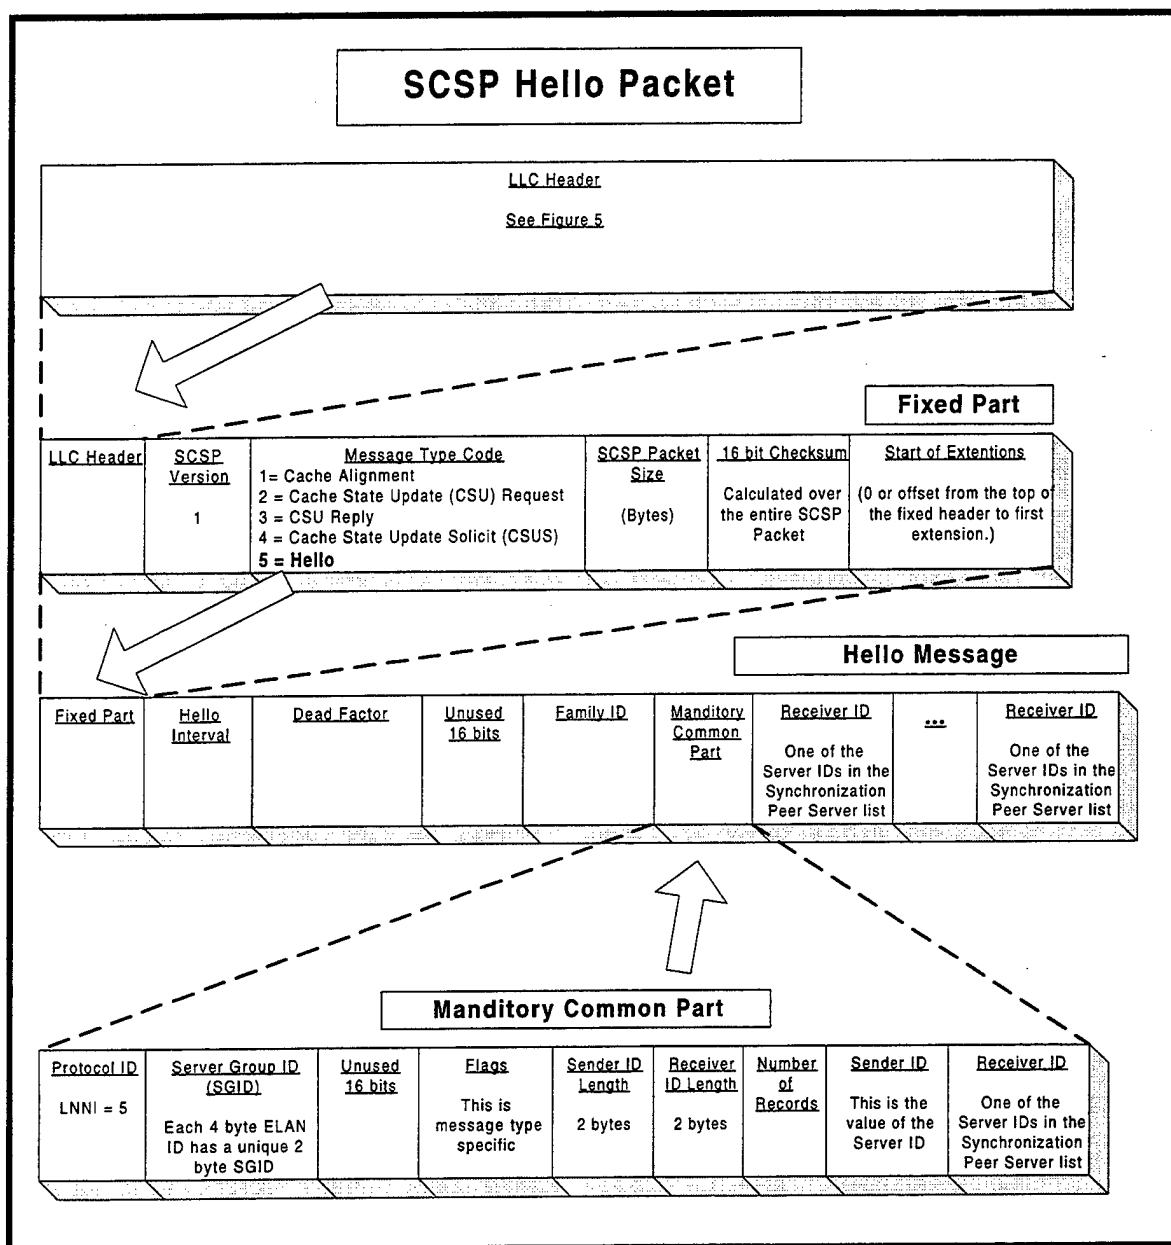 SCSP Hello Packet
LLC Header
See Figure 5
Fixed Part
LLC Header
SCSP
Version
1
Message Type Code
1= Cache Alignment
2 = Cache State Update (CSU) Request
3 = CSU Reply
4 = Cache State Update Solicit (CSUS)
5 = Hello
SCSP Packet
Size
(Bytes)
16 bit Checksum
Calculated over
the entire SCSP
Packet
Start of Extentions
(0 or offset from the top of
the fixed header to first
extension.)
Hello Message
Fixed Part
Hello
Interval
Dead Factor
Unused
16 bits
Family ID
Manditory
Common
Part
Receiver ID
One of the
Server IDs in the
Synchronization
Peer Server list
...
Receiver ID
One of the
Server IDs in the
Synchronization
Peer Server list
Manditory Common Part
Protocol ID
LNNI = 5
Server Group ID
(SGID)
Each 4 byte ELAN
ID has a unique 2
byte SGID
Unused
16 bits
Flags
This is
message type
specific
Sender ID
Length
2 bytes
Receiver
ID Length
2 bytes
Number
of
Records
Sender ID
This is the
value of the
Server ID
Receiver ID
One of the
Server IDs in the
Synchronization
Peer Server list